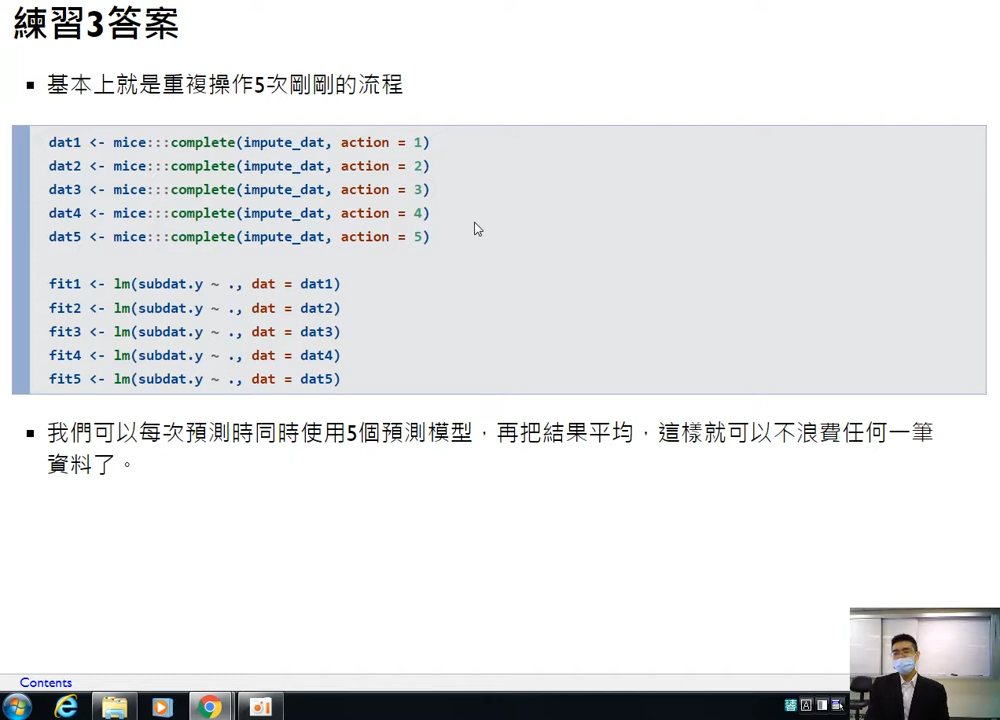 練習3答案
基本上就是重複操作5次剛剛的流程
dat1 <- mice:::complete(impute_dat, action = 1)
dat2 <- mice:::complete(impute_dat, action = 2)
dat3 <- mice:::complete(impute_dat, action = 3)
dat4 <- mice:::complete(impute_dat, action = 4)
dat5 <- mice:::complete(impute_dat, action = 5)
fit1 <- lm(subdat.y ~ ., dat = dat1)
fit2 <- lm(subdat.y ~ ., dat = dat2)
fit3 <- lm(subdat.y ~ ., dat = dat3)
fit4 <- lm(subdat.y ~ ., dat = dat4)
fit5 <- lm(subdat.y ~ ., dat = dat5)
我們可以每次預測時同時使用5個預測模型，再把結果平均，這樣就可以不浪費任何一筆
資料了。
Contents